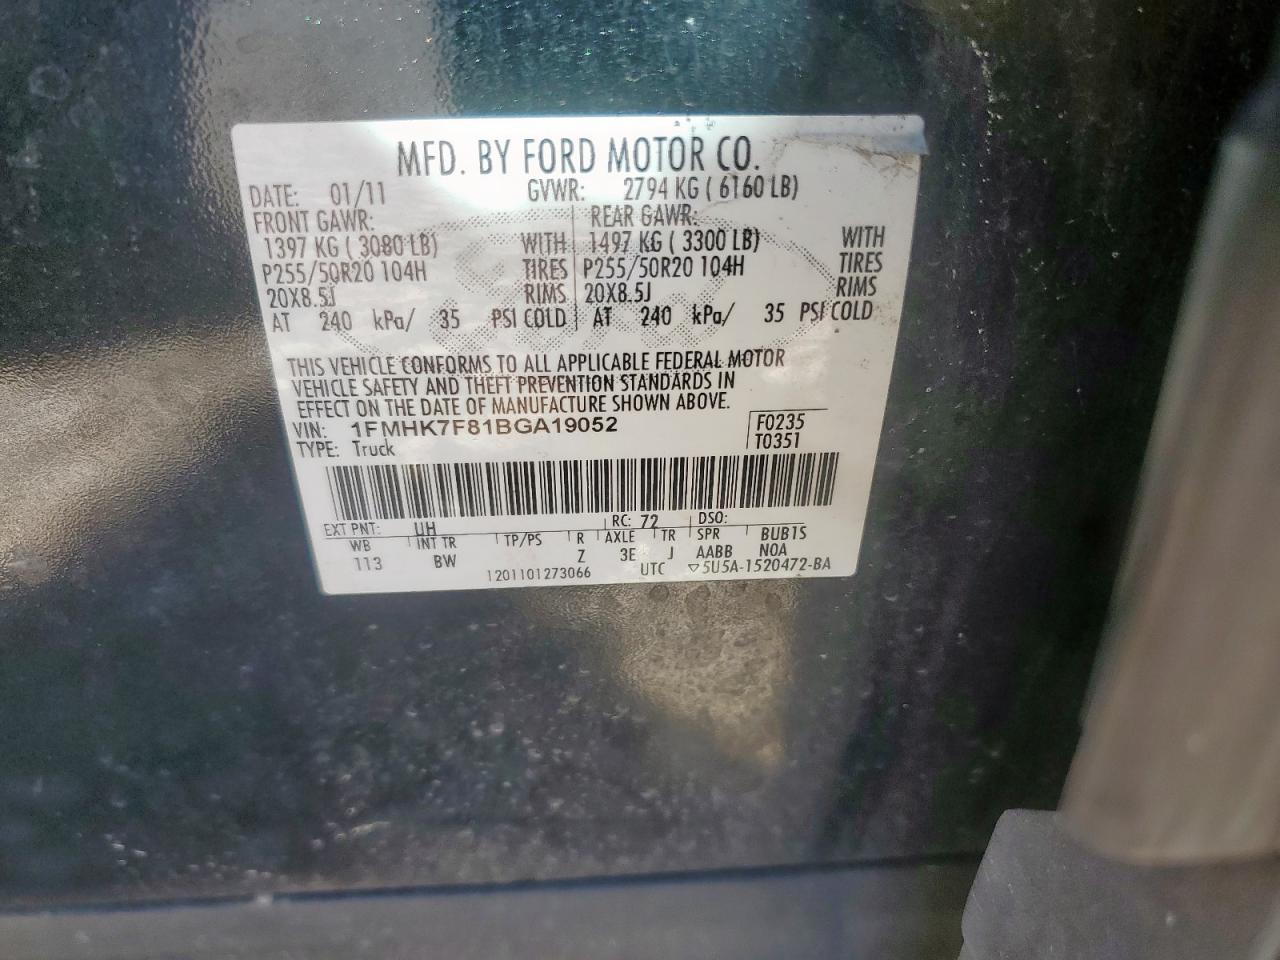 MFD. BY FORD MOTOR CO.
DATE: 01/11 GVWR: 2794 KG ( 6160 LB)
FRONT GAWR: REAR GAWR:
1397 KG ( 3080 LB) WITH 1497 KG ( 3300 LB) WITH
P255/50R20 104H TIRES P255/50R20 104H TIRES
20X8.5J RIMS 20X8.5J RIMS
AT 240 kPa/ 35 PSI COLD AT 240 kPa/ 35 PSI COLD
THIS VEHICLE CONFORMS TO ALL APPLICABLE FEDERAL MOTOR
VEHICLE SAFETY AND THEFT PREVENTION STANDARDS IN
EFFECT ON THE DATE OF MANUFACTURE SHOWN ABOVE.
VIN: 1FMHK7F81BGA19052 F0235
TYPE: Truck T0351
EXT PNT: UH RC: 72 DSO:
WB INT TR TP/PS R AXLE TR SPR BUB1S
113 BW Z 3E J AABB N0A
1201101273066 UTC ▽5U5A-1520472-BA